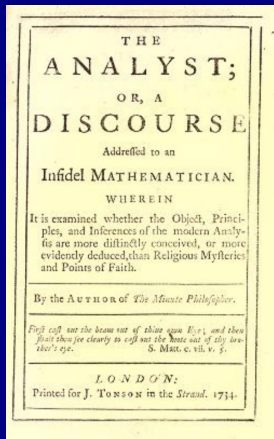 THE
ANALYST;
OR, A
DISCOURSE
Addreſſed to an
Infidel MATHEMATICIAN.
WHEREIN
It is examined whether the Object, Princi-
ples, and Inferences of the modern Analy-
ſis are more diſtinctly conceived, or more
evidently deduced, than Religious Myſteries
and Points of Faith.
By the AUTHOR of The Minute Philoſopher.
Firſt caſt out the beam out of thine own Eye; and then
ſhalt thou ſee clearly to caſt out the mote out of thy bro-
ther's eye. S. Matt. c. vii. v. 5.
LONDON:
Printed for J. TONSON in the Strand. 1734.